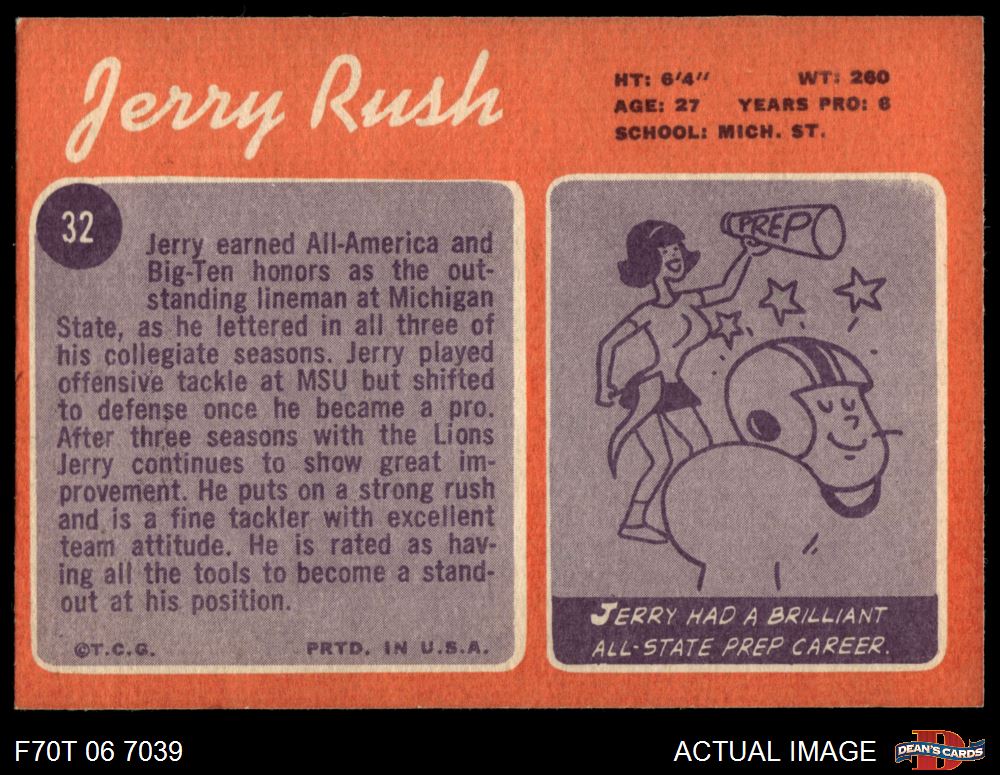 Jerry Rush
HT: 6'4" WT: 260
AGE: 27 YEARS PRO: 6
SCHOOL: MICH. ST.
32
Jerry earned All-America and
Big-Ten honors as the out-
standing lineman at Michigan
State, as he lettered in all three of
his collegiate seasons. Jerry played
offensive tackle at MSU but shifted
to defense once he became a pro.
After three seasons with the Lions
Jerry continues to show great im-
provement. He puts on a strong rush
and is a fine tackler with excellent
team attitude. He is rated as hav-
ing all the tools to become a stand-
out at his position.
©T.C.G. PRTD. IN U.S.A.
PREP
JERRY HAD A BRILLIANT
ALL-STATE PREP CAREER.
F70T 06 7039
ACTUAL IMAGE
D
DEAN'S CARDS